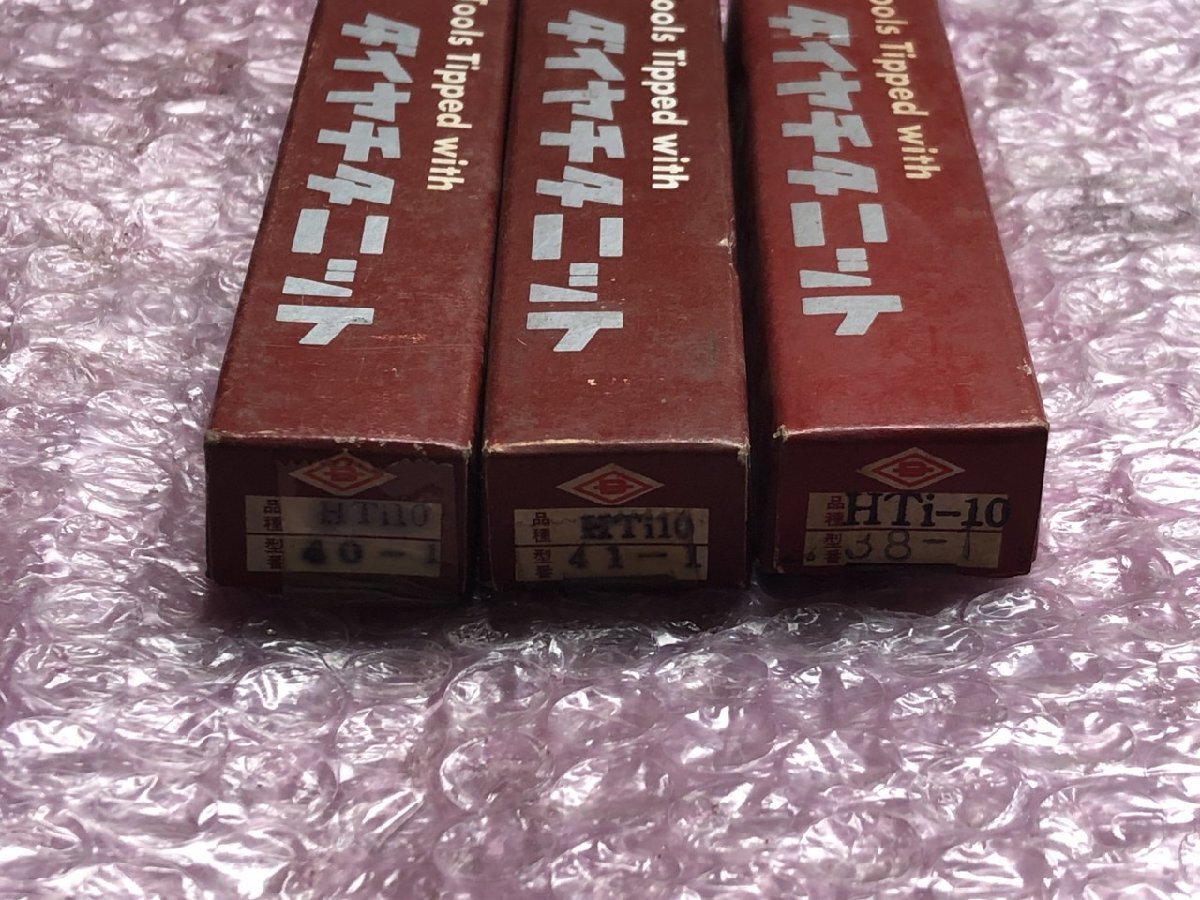 ools Tipped with
ダイヤチタニット
品種 HTi10
型番 40-1
ools Tipped with
ダイヤチタニット
品種 HTi10
型番 41-1
ools Tipped with
ダイヤチタニット
品種 HTi-10
型番 38-1